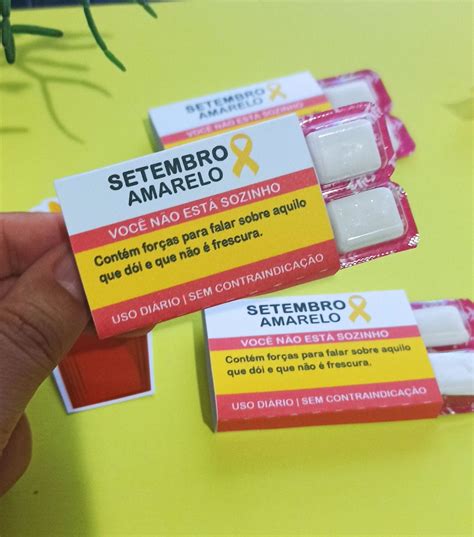 SETEMBRO
AMARELO
VOCÊ NÃO ESTÁ SOZINHO
SETEMBRO
AMARELO
VOCÊ NÃO ESTÁ SOZINHO
Contém forças para falar sobre aquilo
que dói e que não é frescura.
USO DIÁRIO | SEM CONTRAINDICAÇÃO
SETEMBRO
AMARELO
VOCÊ NÃO ESTÁ SOZINHO
Contém forças para falar sobre aquilo
que dói e que não é frescura.
USO DIÁRIO | SEM CONTRAINDICAÇÃO